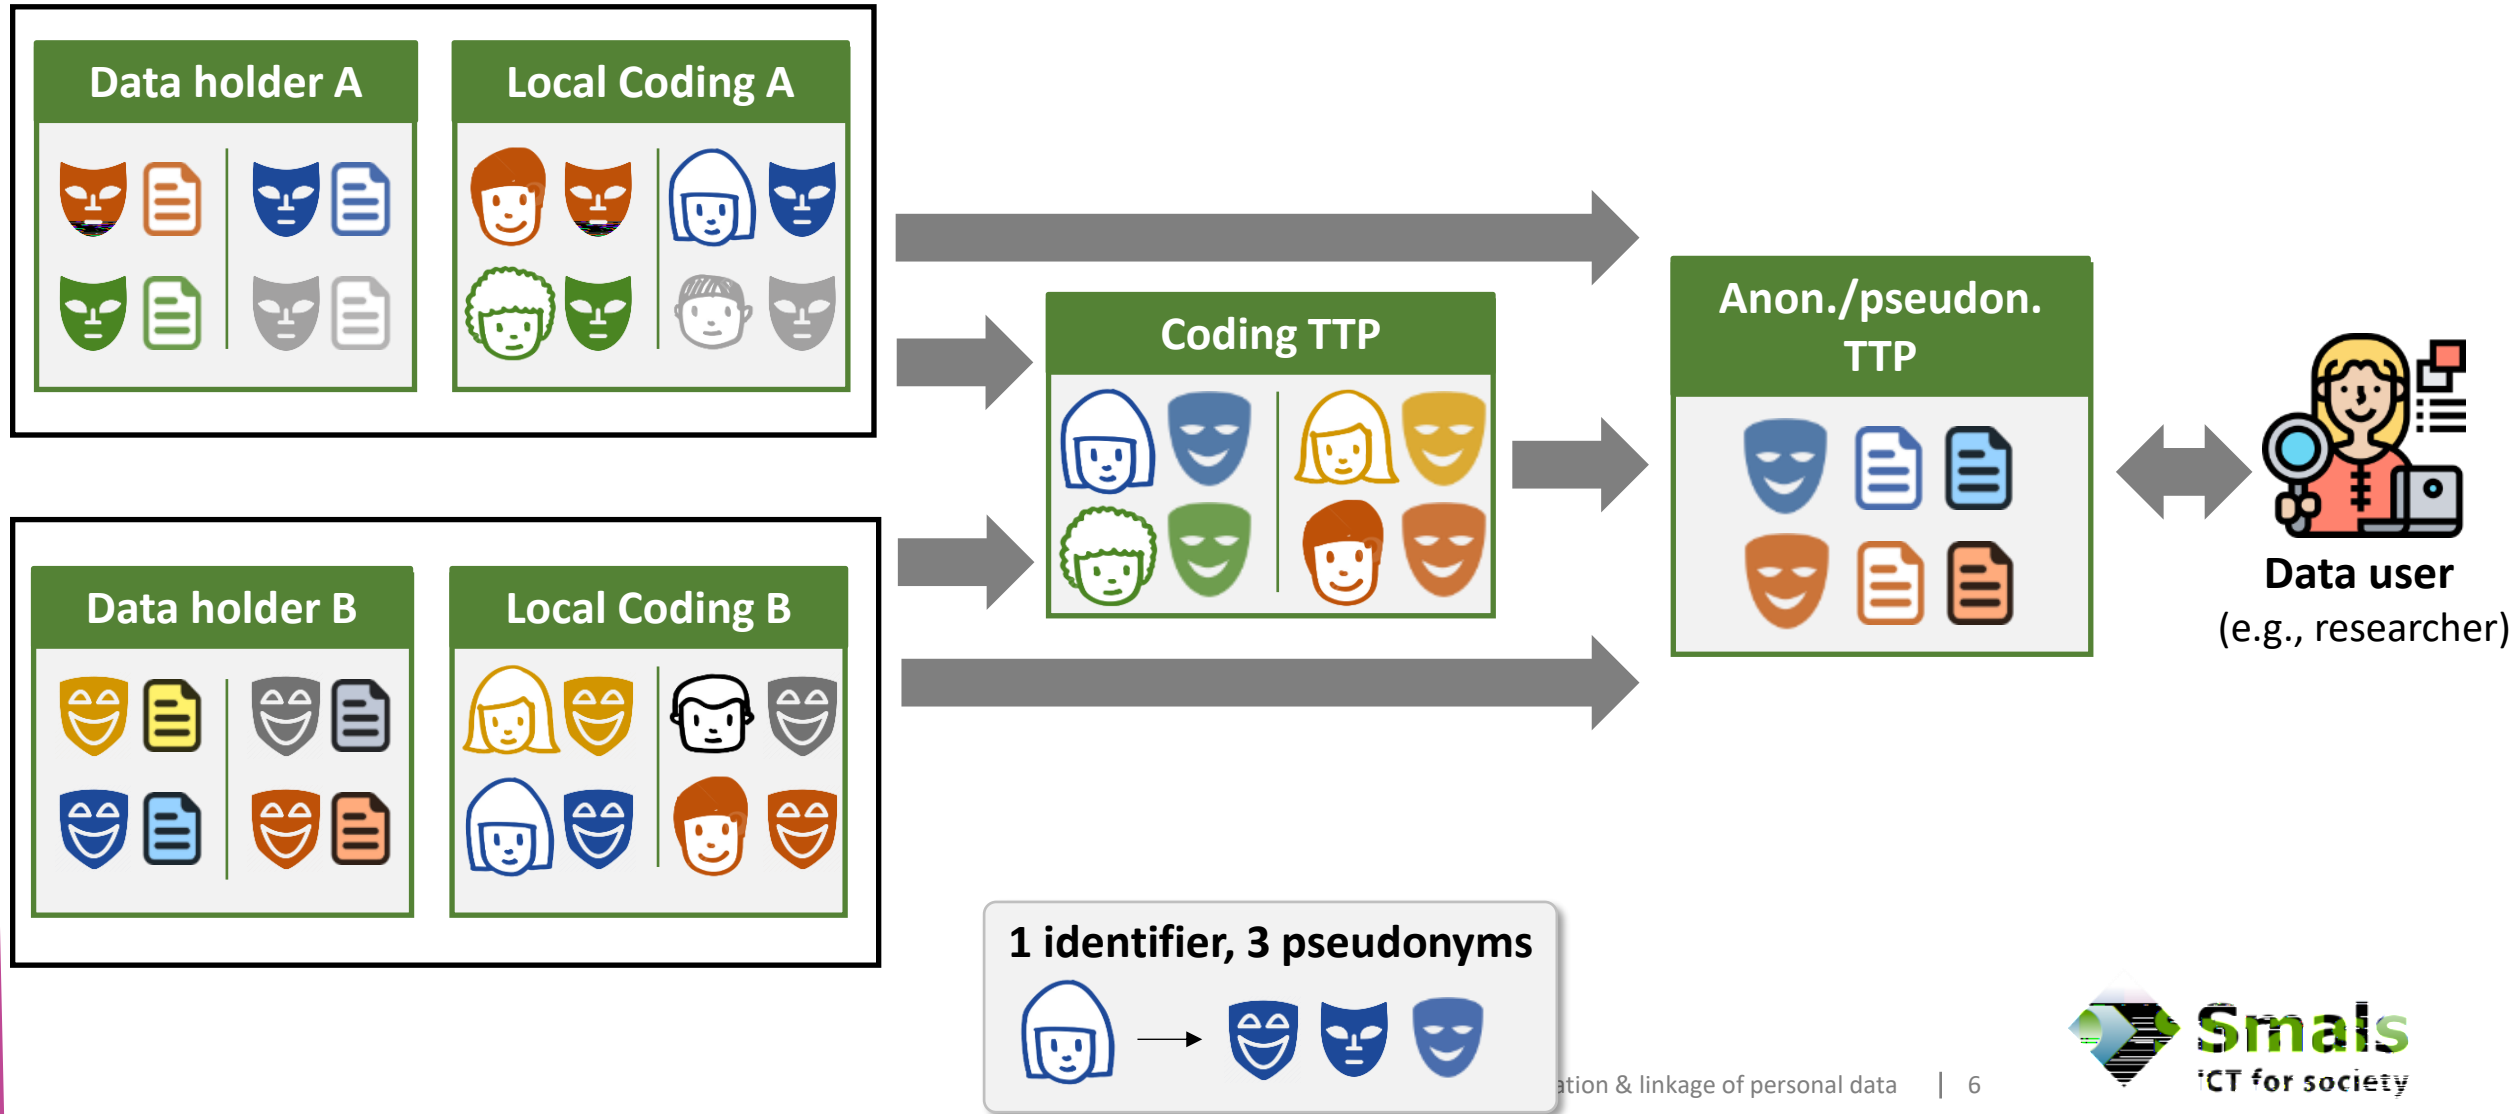 Data holder A
Local Coding A
Coding TTP
Anon./pseudon.
TTP
Data holder B
Local Coding B
Data user
(e.g., researcher)
1 identifier, 3 pseudonyms
ation & linkage of personal data | 6
Smals
ICT for society